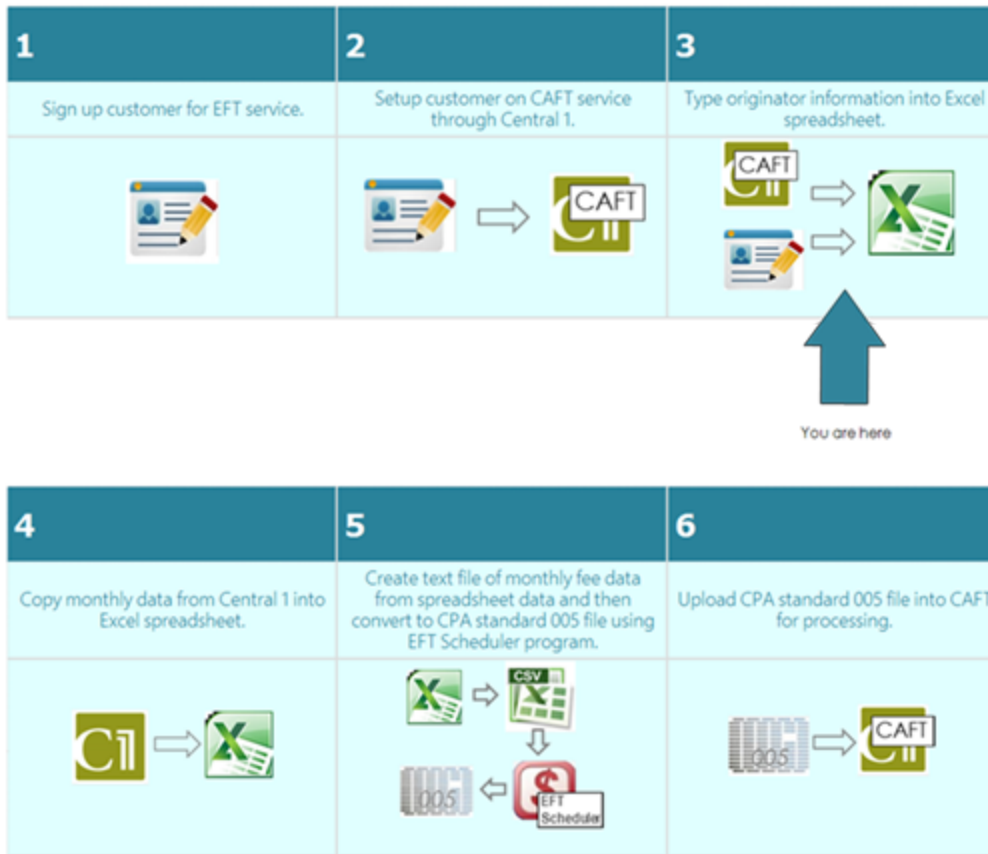 1
2
3
Sign up customer for EFT service.
Setup customer on CAFT service
through Central 1.
Type originator information into Excel
spreadsheet.
CAFT
C1
CAFT
C1
You are here
4
5
6
Copy monthly data from Central 1 into
Excel spreadsheet.
Create text file of monthly fee data
from spreadsheet data and then
convert to CPA standard 005 file using
EFT Scheduler program.
Upload CPA standard 005 file into CAFT
for processing.
C1
X
X
CSV
X
005
$
EFT
Scheduler
005
CAFT
C1